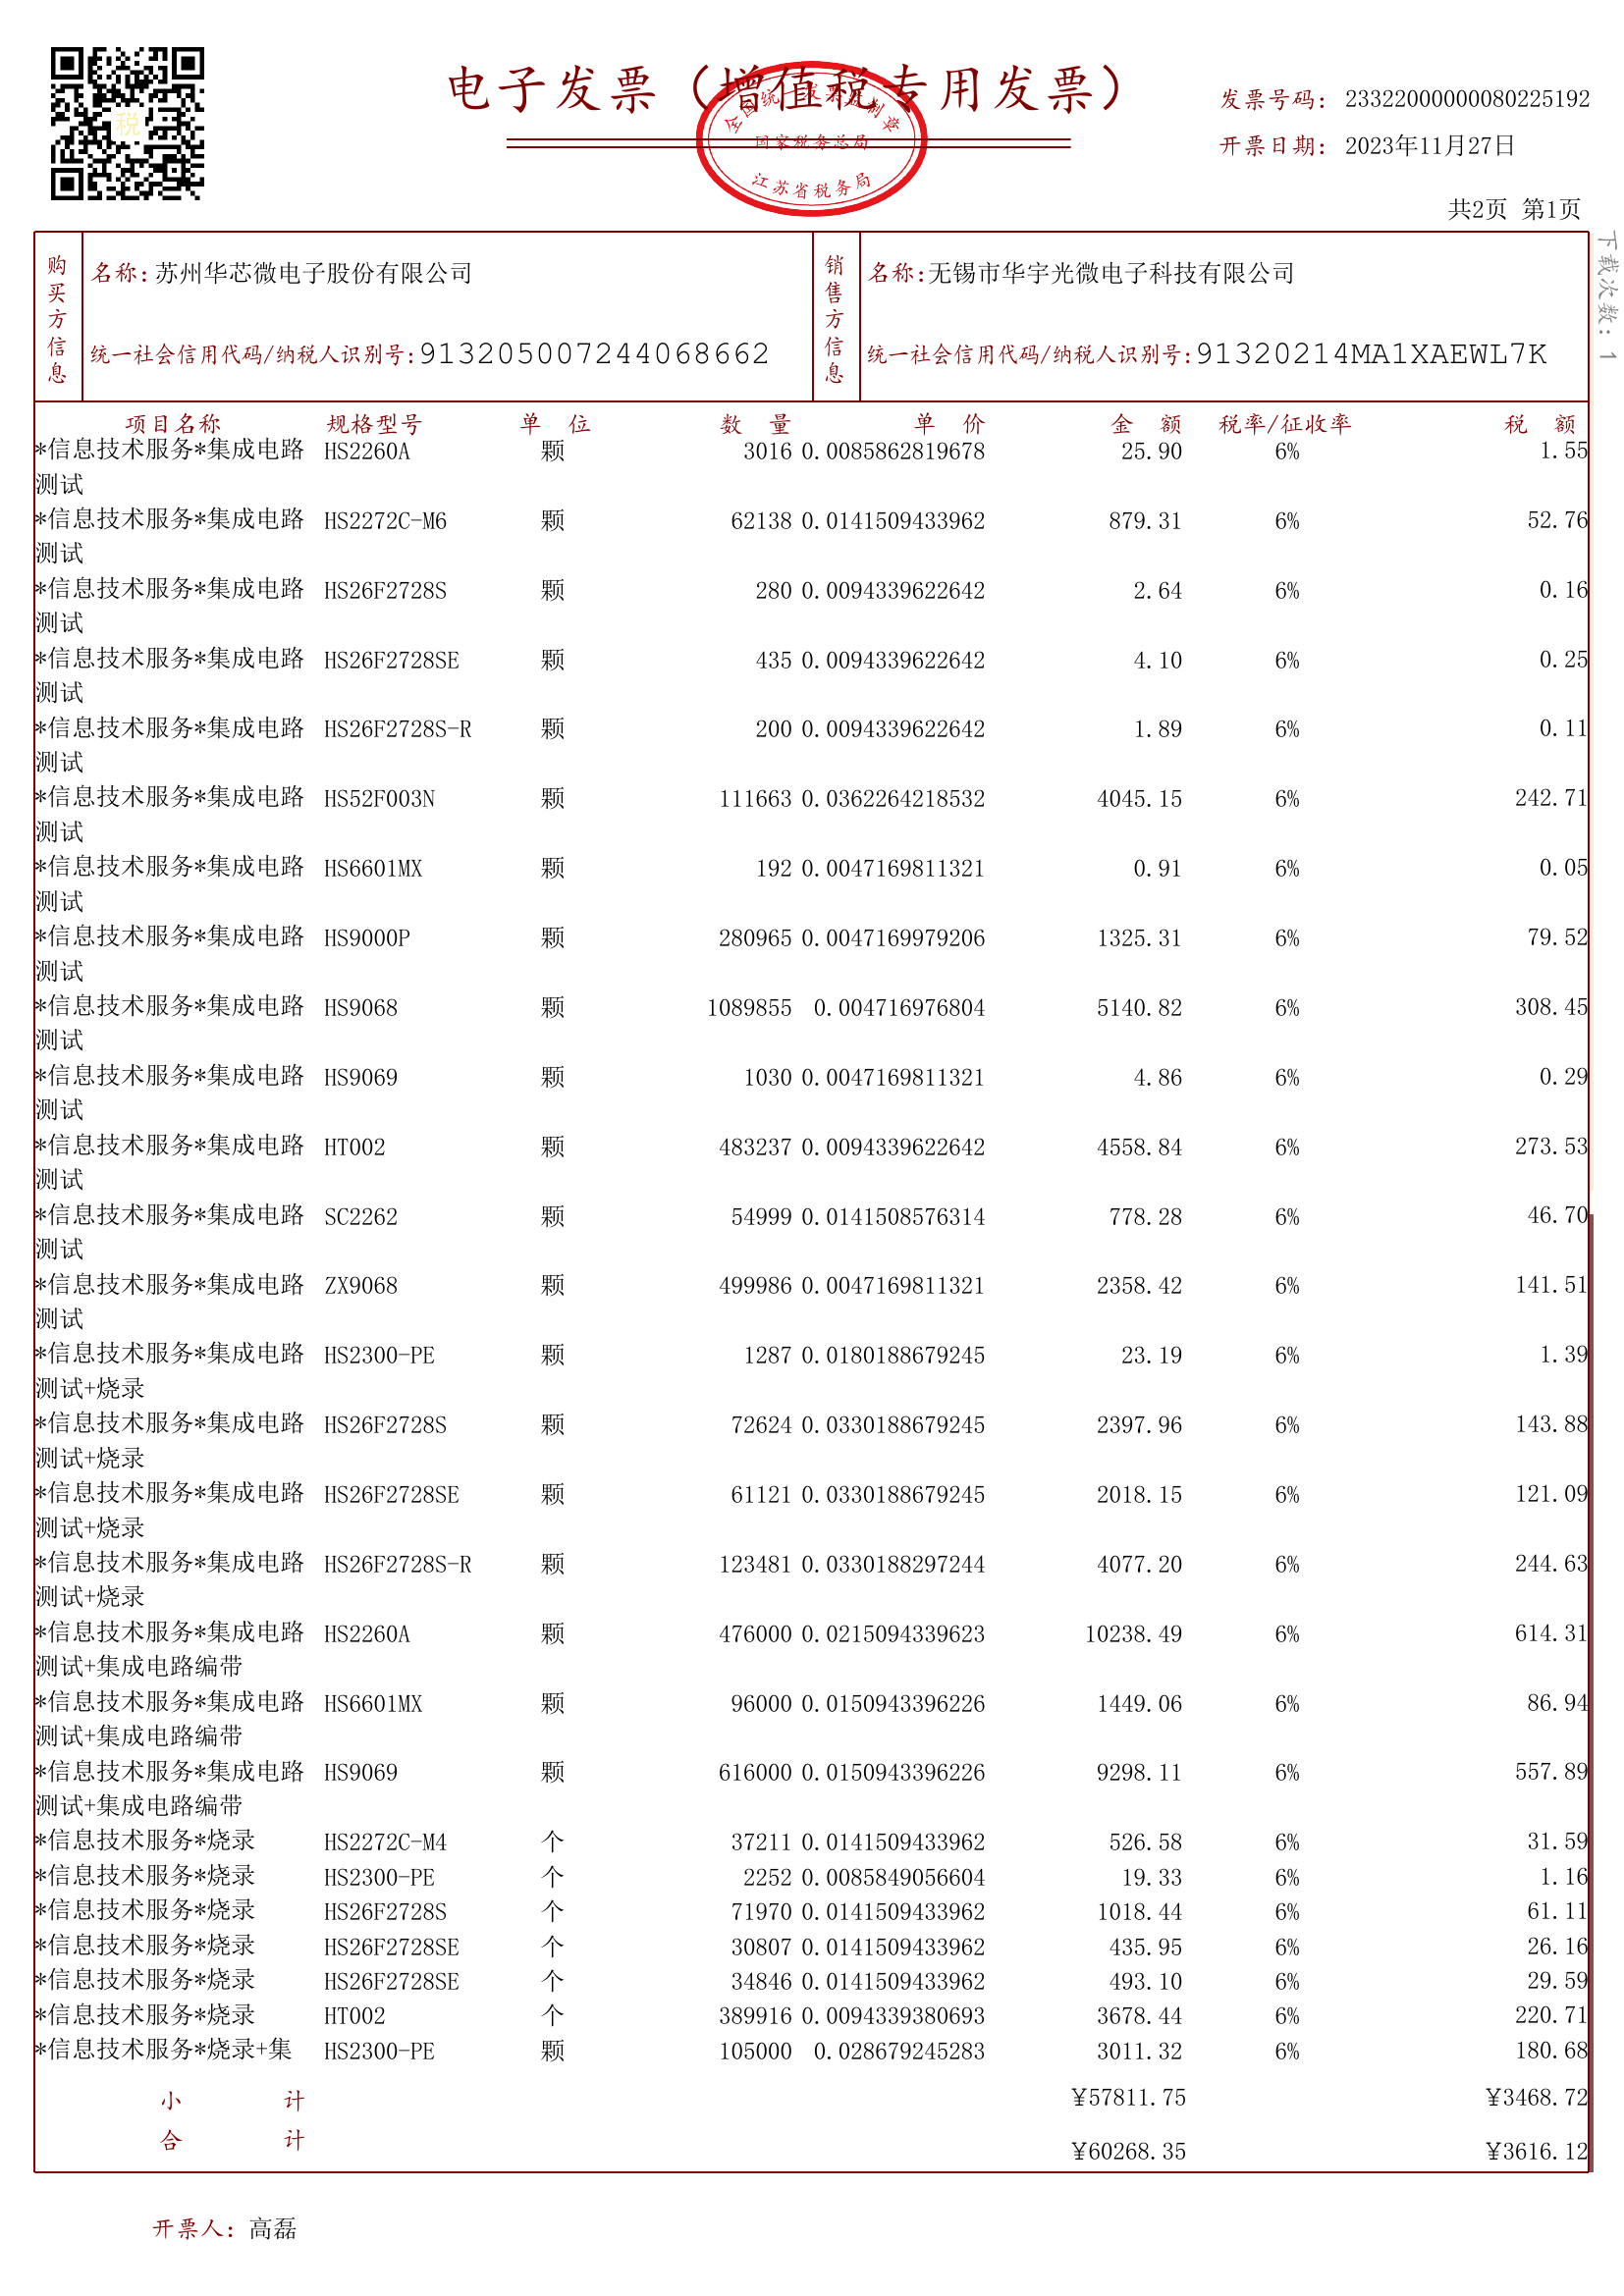 电子发票（增值税专用发票）
全国统一发票监制章
国家税务总局
江苏省税务局
税
发票号码：23322000000080225192
开票日期：2023年11月27日
共2页 第1页
下载次数：1
购买方信息
名称：苏州华芯微电子股份有限公司
统一社会信用代码/纳税人识别号：913205007244068662
销售方信息
名称：无锡市华宇光微电子科技有限公司
统一社会信用代码/纳税人识别号：91320214MA1XAEWL7K
项目名称 规格型号 单 位 数 量 单 价 金 额 税率/征收率 税 额
*信息技术服务*集成电路 HS2260A 颗 3016 0.0085862819678 25.90 6% 1.55
测试
*信息技术服务*集成电路 HS2272C-M6 颗 62138 0.0141509433962 879.31 6% 52.76
测试
*信息技术服务*集成电路 HS26F2728S 颗 280 0.0094339622642 2.64 6% 0.16
测试
*信息技术服务*集成电路 HS26F2728SE 颗 435 0.0094339622642 4.10 6% 0.25
测试
*信息技术服务*集成电路 HS26F2728S-R 颗 200 0.0094339622642 1.89 6% 0.11
测试
*信息技术服务*集成电路 HS52F003N 颗 111663 0.0362264218532 4045.15 6% 242.71
测试
*信息技术服务*集成电路 HS6601MX 颗 192 0.0047169811321 0.91 6% 0.05
测试
*信息技术服务*集成电路 HS9000P 颗 280965 0.0047169979206 1325.31 6% 79.52
测试
*信息技术服务*集成电路 HS9068 颗 1089855 0.004716976804 5140.82 6% 308.45
测试
*信息技术服务*集成电路 HS9069 颗 1030 0.0047169811321 4.86 6% 0.29
测试
*信息技术服务*集成电路 HT002 颗 483237 0.0094339622642 4558.84 6% 273.53
测试
*信息技术服务*集成电路 SC2262 颗 54999 0.0141508576314 778.28 6% 46.70
测试
*信息技术服务*集成电路 ZX9068 颗 499986 0.0047169811321 2358.42 6% 141.51
测试
*信息技术服务*集成电路 HS2300-PE 颗 1287 0.0180188679245 23.19 6% 1.39
测试+烧录
*信息技术服务*集成电路 HS26F2728S 颗 72624 0.0330188679245 2397.96 6% 143.88
测试+烧录
*信息技术服务*集成电路 HS26F2728SE 颗 61121 0.0330188679245 2018.15 6% 121.09
测试+烧录
*信息技术服务*集成电路 HS26F2728S-R 颗 123481 0.0330188297244 4077.20 6% 244.63
测试+烧录
*信息技术服务*集成电路 HS2260A 颗 476000 0.0215094339623 10238.49 6% 614.31
测试+集成电路编带
*信息技术服务*集成电路 HS6601MX 颗 96000 0.0150943396226 1449.06 6% 86.94
测试+集成电路编带
*信息技术服务*集成电路 HS9069 颗 616000 0.0150943396226 9298.11 6% 557.89
测试+集成电路编带
*信息技术服务*烧录 HS2272C-M4 个 37211 0.0141509433962 526.58 6% 31.59
*信息技术服务*烧录 HS2300-PE 个 2252 0.0085849056604 19.33 6% 1.16
*信息技术服务*烧录 HS26F2728S 个 71970 0.0141509433962 1018.44 6% 61.11
*信息技术服务*烧录 HS26F2728SE 个 30807 0.0141509433962 435.95 6% 26.16
*信息技术服务*烧录 HS26F2728SE 个 34846 0.0141509433962 493.10 6% 29.59
*信息技术服务*烧录 HT002 个 389916 0.0094339380693 3678.44 6% 220.71
*信息技术服务*烧录+集 HS2300-PE 颗 105000 0.028679245283 3011.32 6% 180.68
小 计 ¥57811.75 ¥3468.72
合 计 ¥60268.35 ¥3616.12
开票人：高磊